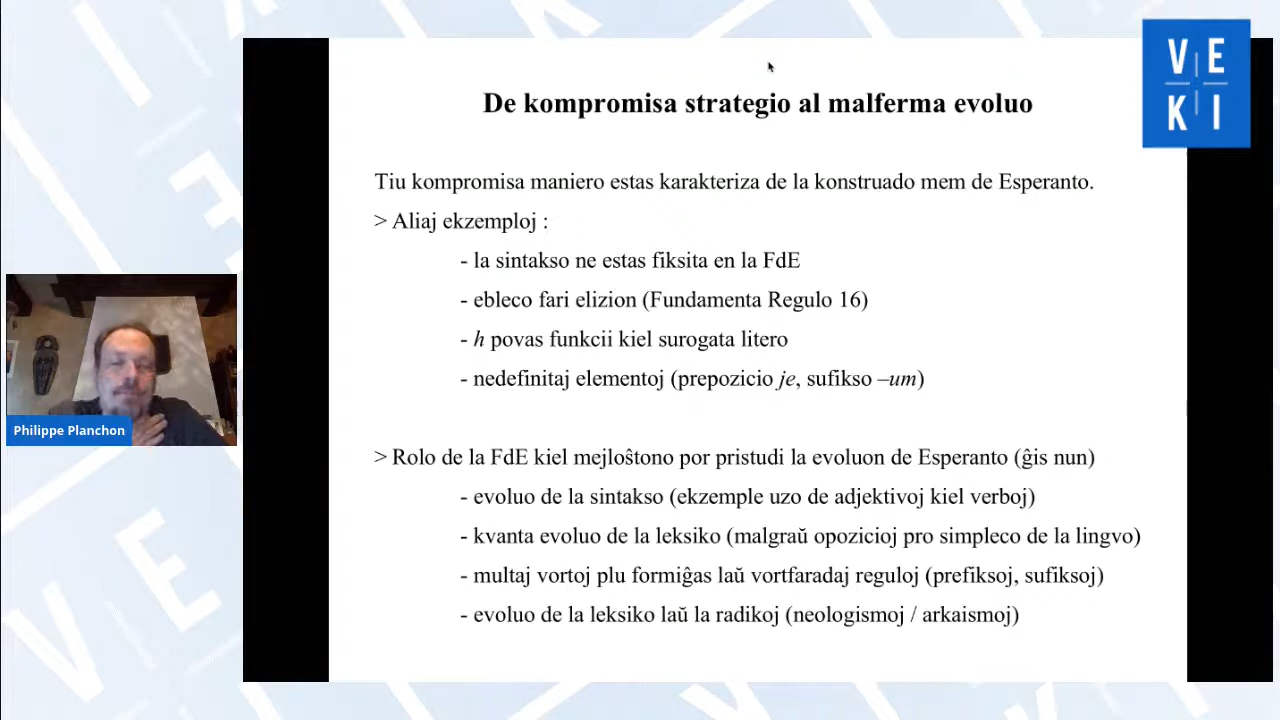 De kompromisa strategio al malferma evoluo
Tiu kompromisa maniero estas karakteriza de la konstruado mem de Esperanto.
> Aliaj ekzemploj :
- la sintakso ne estas fiksita en la FdE
- ebleco fari elizion (Fundamenta Regulo 16)
- h povas funkcii kiel surogata litero
- nedefinitaj elementoj (prepozicio je, sufikso –um)
> Rolo de la FdE kiel mejloŝtono por pristudi la evoluon de Esperanto (ĝis nun)
- evoluo de la sintakso (ekzemple uzo de adjektivoj kiel verboj)
- kvanta evoluo de la leksiko (malgraŭ opozicioj pro simpleco de la lingvo)
- multaj vortoj plu formiĝas laŭ vortfaradaj reguloj (prefiksoj, sufiksoj)
- evoluo de la leksiko laŭ la radikoj (neologismoj / arkaismoj)
Philippe Planchon
V E
K I